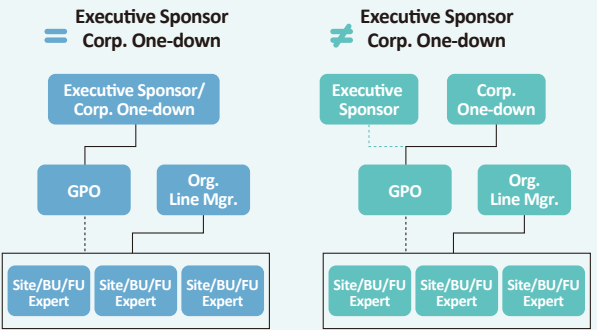 = Executive Sponsor
Corp. One-down
Executive Sponsor/
Corp. One-down
GPO
Org.
Line Mgr.
Site/BU/FU
Expert
Site/BU/FU
Expert
Site/BU/FU
Expert
≠ Executive Sponsor
Corp. One-down
Executive
Sponsor
Corp.
One-down
GPO
Org.
Line Mgr.
Site/BU/FU
Expert
Site/BU/FU
Expert
Site/BU/FU
Expert